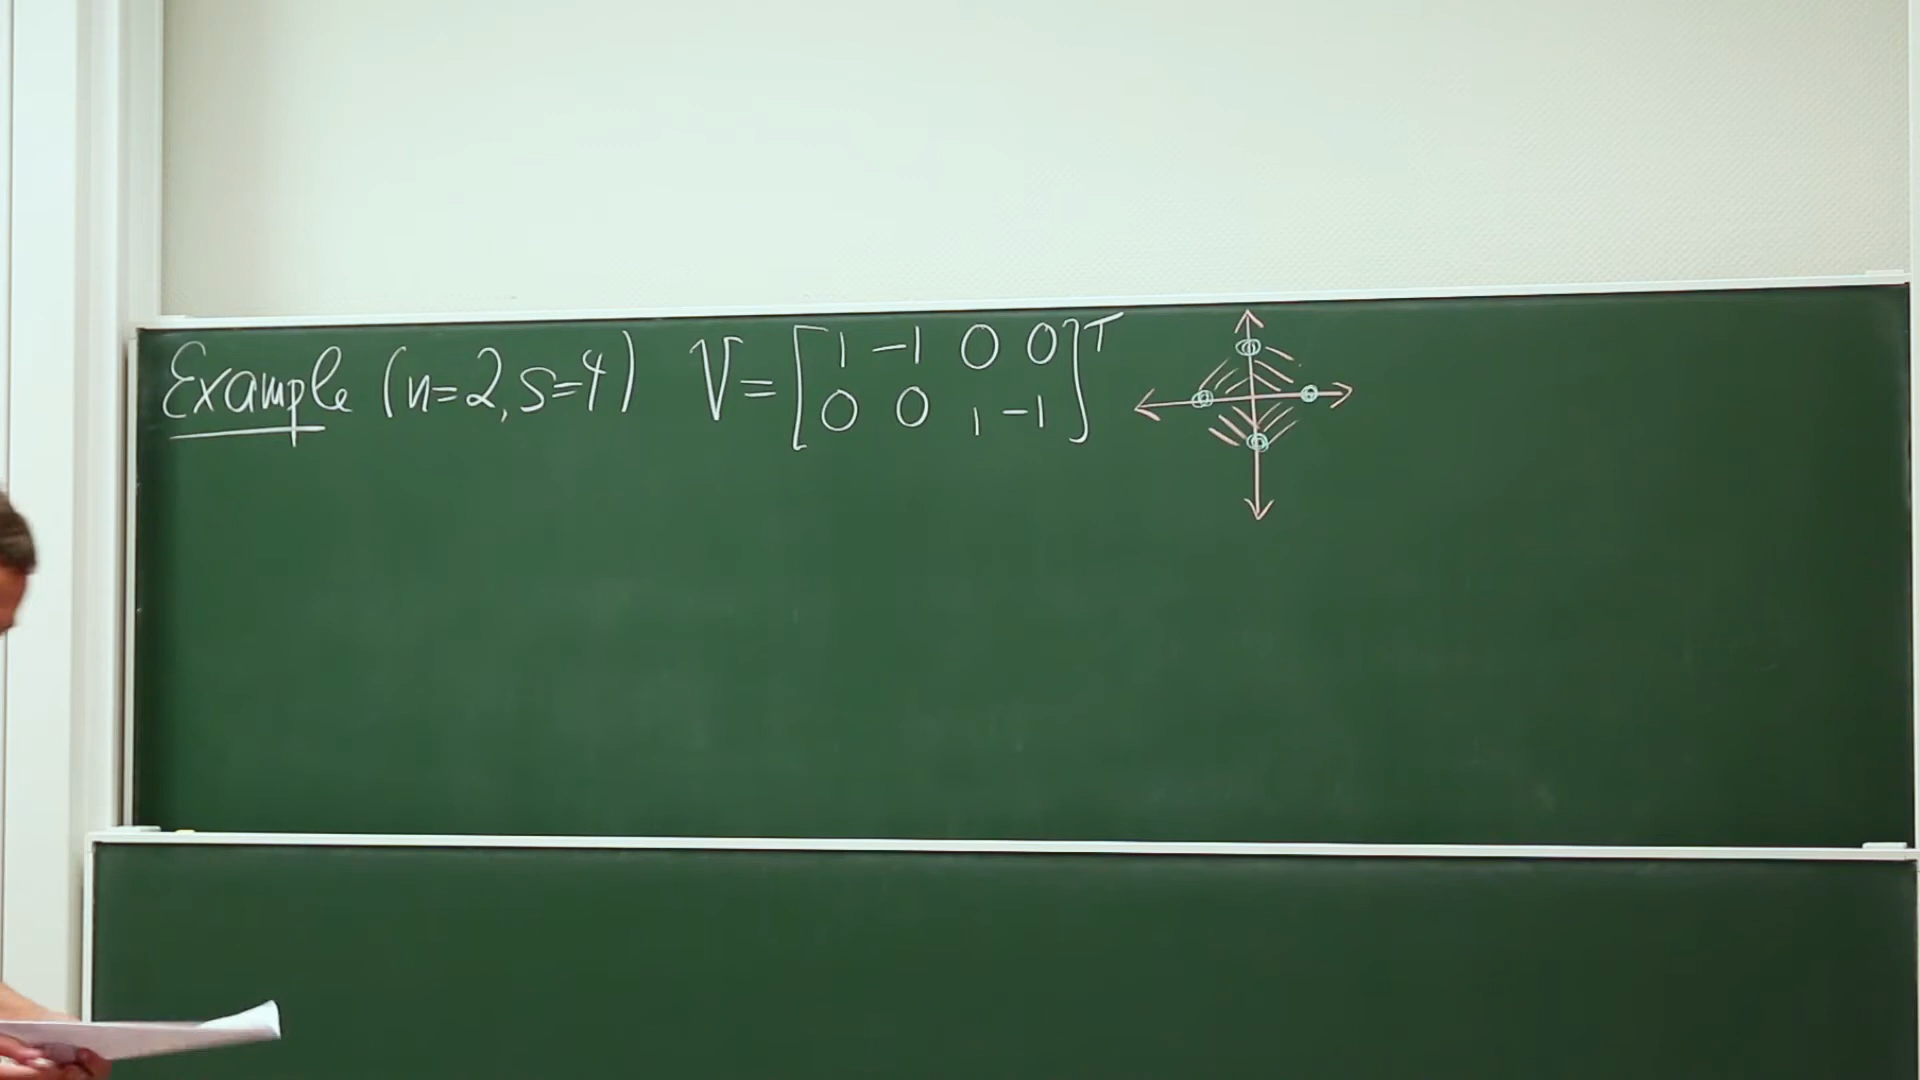 Example (n=2, s=4) V = [1 -1 0 0
0 0 1 -1]^T